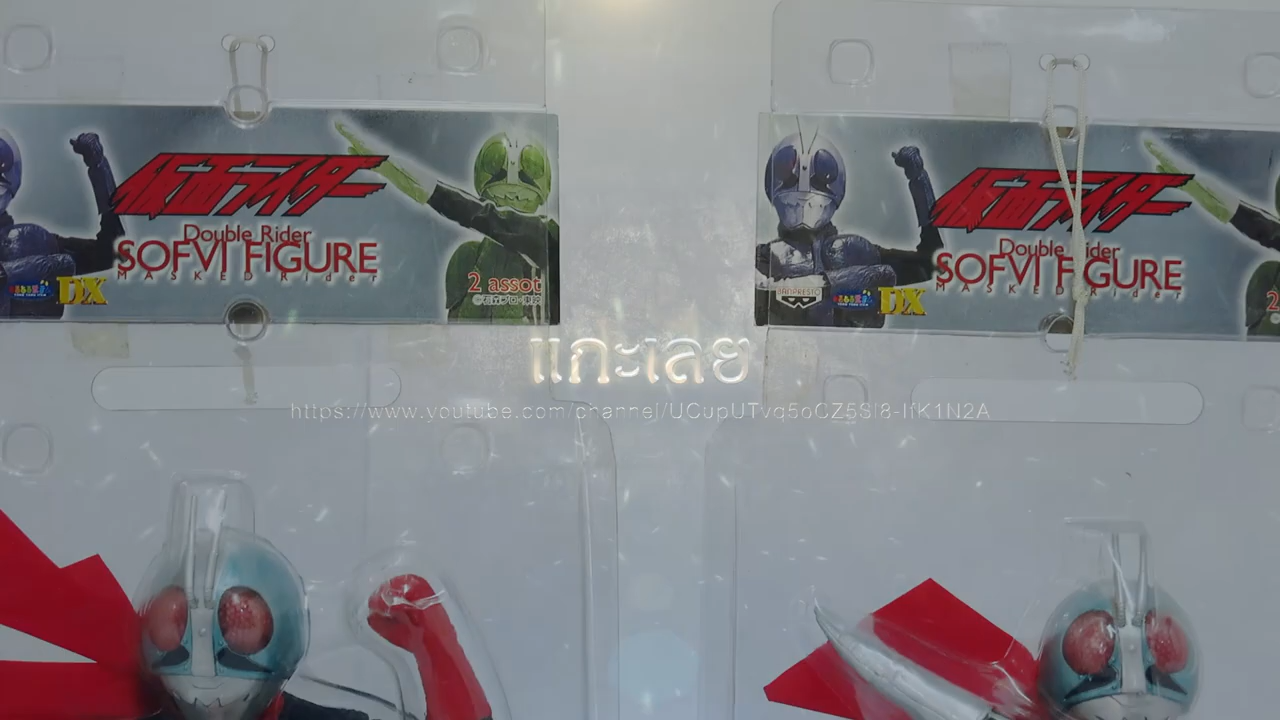 仮面ライダー
Double Rider
SOFVI FIGURE
MASKED Rider
DX
2 assot
仮面ライダー
Double Rider
SOFVI FIGURE
MASKED Rider
BANPRESTO
DX
2
แกะเลย
https://www.youtube.com/channel/UCupUTvq5oCZ5Sl8-IfK1N2A